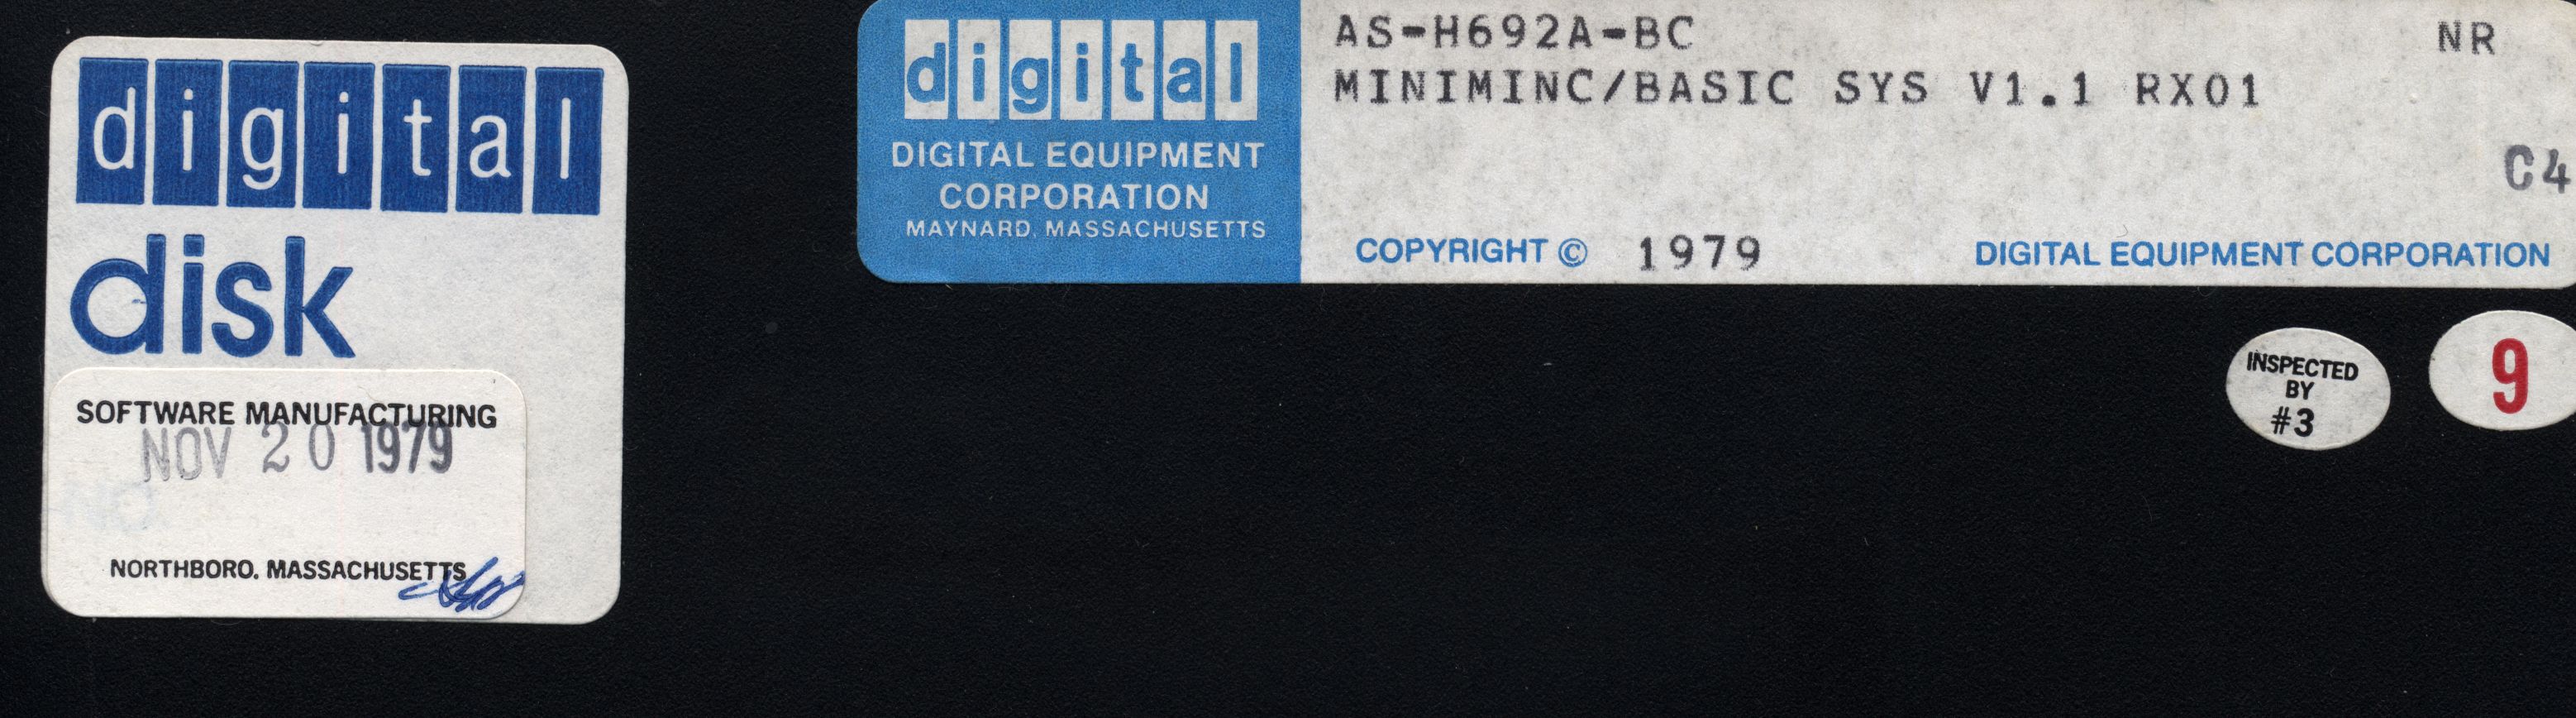 digital
disk
SOFTWARE MANUFACTURING
NOV 20 1979
NORTHBORO, MASSACHUSETTS
digital
DIGITAL EQUIPMENT
CORPORATION
MAYNARD, MASSACHUSETTS
AS-H692A-BC NR
MINIMINC/BASIC SYS V1.1 RX01
C4
COPYRIGHT © 1979 DIGITAL EQUIPMENT CORPORATION
INSPECTED
BY
#3
9